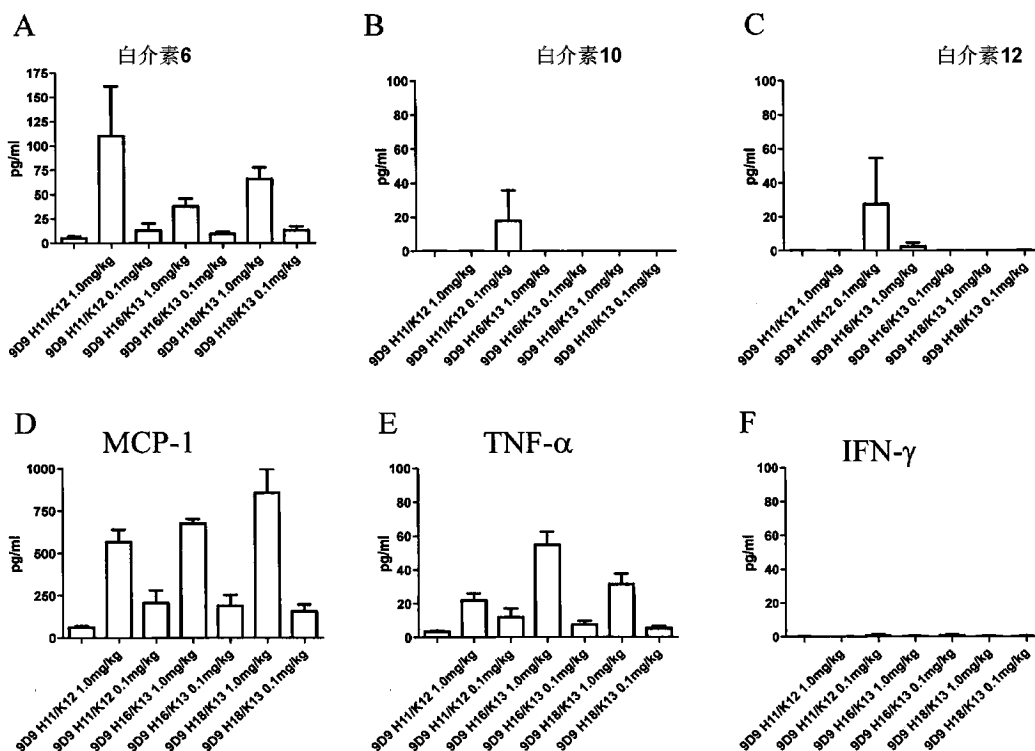 A
白介素6
175
150
125
100
75
50
25
0
pg/ml
9D9 H11/K12 1.0mg/kg
9D9 H11/K12 0.1mg/kg
9D9 H16/K13 1.0mg/kg
9D9 H16/K13 0.1mg/kg
9D9 H18/K13 1.0mg/kg
9D9 H18/K13 0.1mg/kg
B
白介素10
100
80
60
40
20
0
pg/ml
9D9 H11/K12 1.0mg/kg
9D9 H11/K12 0.1mg/kg
9D9 H16/K13 1.0mg/kg
9D9 H16/K13 0.1mg/kg
9D9 H18/K13 1.0mg/kg
9D9 H18/K13 0.1mg/kg
C
白介素12
100
80
60
40
20
0
pg/ml
9D9 H11/K12 1.0mg/kg
9D9 H11/K12 0.1mg/kg
9D9 H16/K13 1.0mg/kg
9D9 H16/K13 0.1mg/kg
9D9 H18/K13 1.0mg/kg
9D9 H18/K13 0.1mg/kg
D
MCP-1
1000
750
500
250
0
pg/ml
9D9 H11/K12 1.0mg/kg
9D9 H11/K12 0.1mg/kg
9D9 H16/K13 1.0mg/kg
9D9 H16/K13 0.1mg/kg
9D9 H18/K13 1.0mg/kg
9D9 H18/K13 0.1mg/kg
E
TNF-α
100
80
60
40
20
0
pg/ml
9D9 H11/K12 1.0mg/kg
9D9 H11/K12 0.1mg/kg
9D9 H16/K13 1.0mg/kg
9D9 H16/K13 0.1mg/kg
9D9 H18/K13 1.0mg/kg
9D9 H18/K13 0.1mg/kg
F
IFN-γ
100
80
60
40
20
0
pg/ml
9D9 H11/K12 1.0mg/kg
9D9 H11/K12 0.1mg/kg
9D9 H16/K13 1.0mg/kg
9D9 H16/K13 0.1mg/kg
9D9 H18/K13 1.0mg/kg
9D9 H18/K13 0.1mg/kg